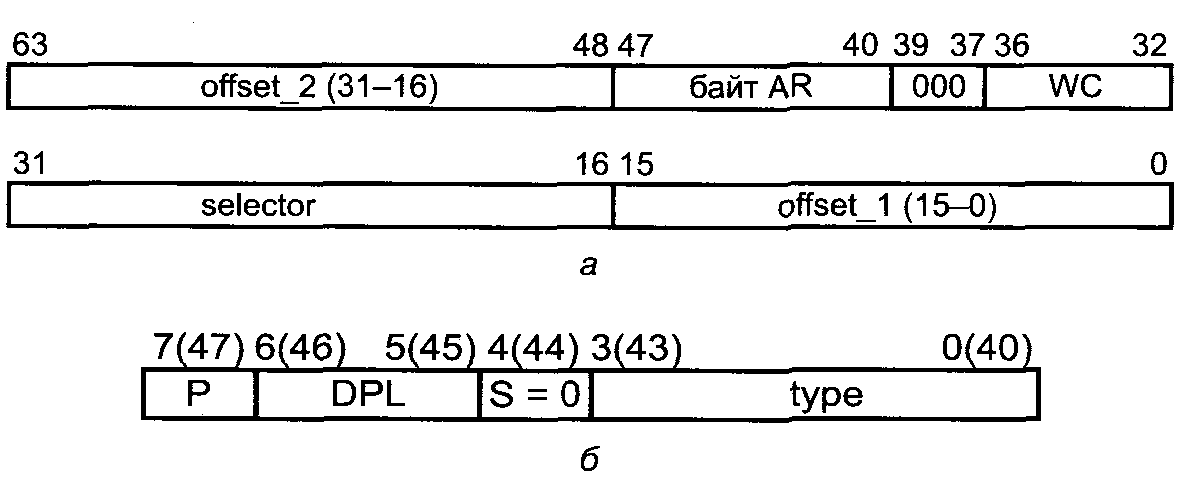 63 48 47 40 39 37 36 32
offset_2 (31–16) байт AR 000 WC
31 16 15 0
selector offset_1 (15–0)
а
7(47) 6(46) 5(45) 4(44) 3(43) 0(40)
P DPL S = 0 type
б